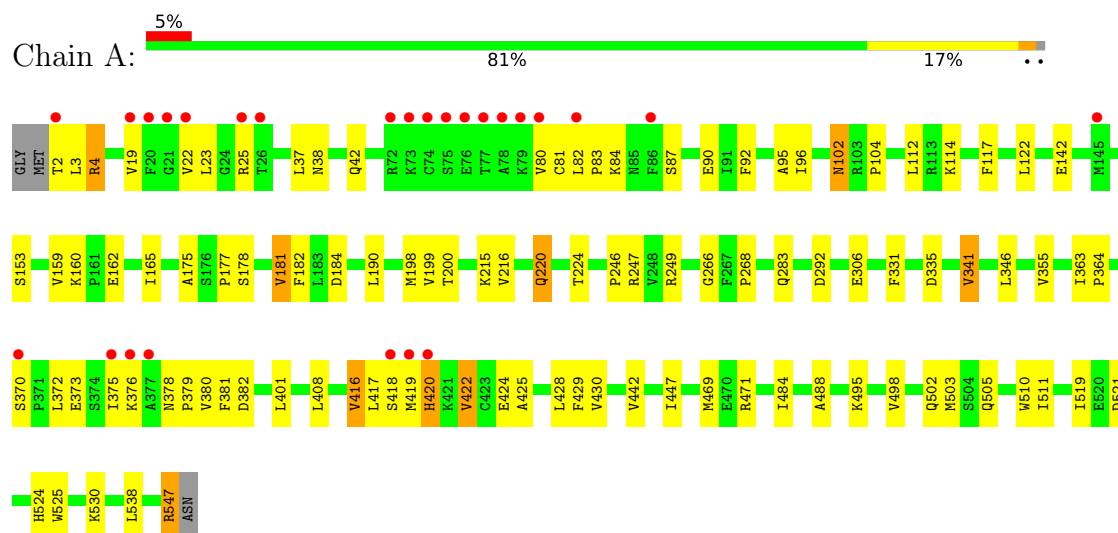 5%
Chain A:
81% 17% • •
GLY MET T2 L3 R4 V19 F20 G21 V22 L23 G24 R25 T26 L37 N38 Q42 R72 K73 C74 S75 E76 T77 A78 K79 V80 C81 L82 P83 K84 N85 F86 S87 E90 I91 F92 A95 I96 N102 R103 P104 L112 R113 K114 F117 L122 E142 M145
S153 V159 K160 P161 E162 I165 A175 S176 P177 S178 V181 F182 L183 D184 L190 M198 V199 T200 K215 V216 Q220 T224 P246 R247 V248 R249 G266 F267 P268 Q283 D292 E306 F331 D335 V341 L346 V355 I363 P364
S370 P371 L372 E373 S374 I375 K376 A377 N378 P379 V380 F381 D382 L401 L408 V416 L417 S418 M419 H420 K421 V422 C423 E424 A425 L428 F429 V430 V442 I447 M469 E470 R471 I484 A488 K495 V498 Q502 M503 S504 Q505 W510 I511 I519 E520 D521
H524 W525 K530 L538 R547 ASN